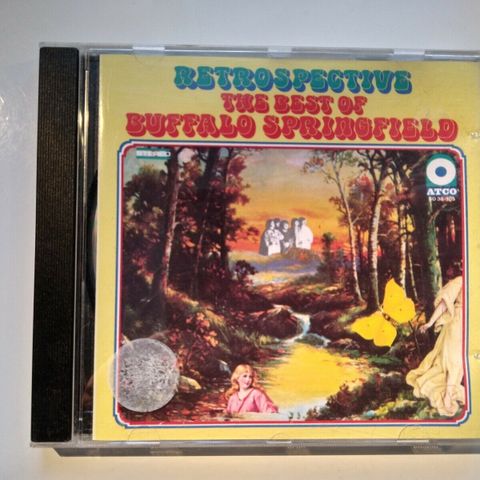 RETROSPECTIVE
THE BEST OF
BUFFALO SPRINGFIELD
STEREO
ATCO